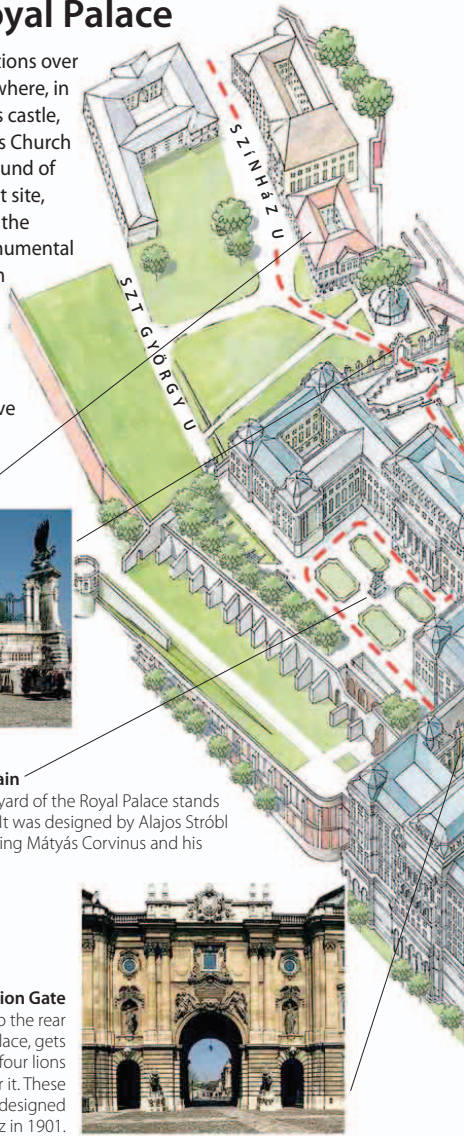 oyal Palace
tions over
where, in
s castle,
s Church
und of
t site,
the
numental
n
ve
SZÍNHÁZ U
SZT GYÖRGY U
ain
yard of the Royal Palace stands
It was designed by Alajos Stróbl
ing Mátyás Corvinus and his
ion Gate
o the rear
lace, gets
four lions
r it. These
designed
z in 1901.